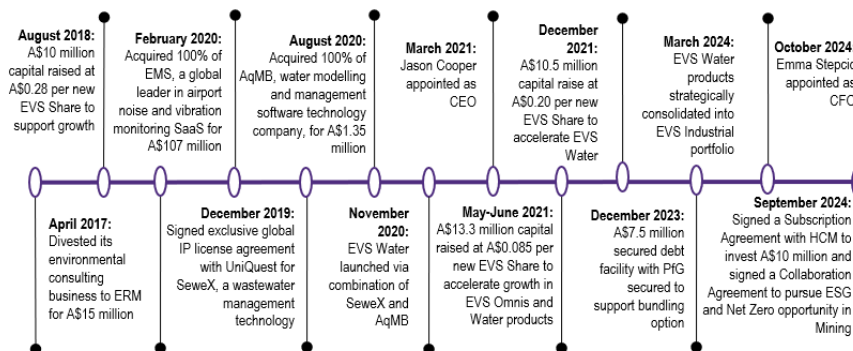 August 2018:
A$10 million
capital raised at
A$0.28 per new
EVS Share to
support growth
February 2020:
Acquired 100% of
EMS, a global
leader in airport
noise and vibration
monitoring SaaS for
A$107 million
August 2020:
Acquired 100% of
AqMB, water modelling
and management
software technology
company, for A$1.35
million
March 2021:
Jason Cooper
appointed as
CEO
December
2021:
A$10.5 million
capital raise at
A$0.20 per new
EVS Share to
accelerate EVS
Water
March 2024:
EVS Water
products
strategically
consolidated into
EVS Industrial
portfolio
October 2024:
Emma Stepcic
appointed as
CFO
April 2017:
Divested its
environmental
consulting
business to ERM
for A$15 million
December 2019:
Signed exclusive global
IP license agreement
with UniQuest for
SeweX, a wastewater
management
technology
November
2020:
EVS Water
launched via
combination of
SeweX and
AqMB
May-June 2021:
A$13.3 million capital
raised at A$0.085 per
new EVS Share to
accelerate growth in
EVS Omnis and
Water products
December 2023:
A$7.5 million
secured debt
facility with PfG
secured to
support bundling
option
September 2024:
Signed a Subscription
Agreement with HCM to
invest A$10 million and
signed a Collaboration
Agreement to pursue ESG
and Net Zero opportunity in
Mining